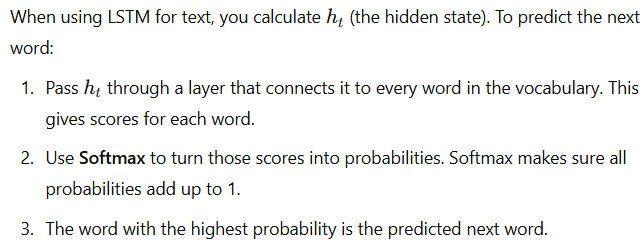 When using LSTM for text, you calculate hₜ (the hidden state). To predict the next
word:
1. Pass hₜ through a layer that connects it to every word in the vocabulary. This
gives scores for each word.
2. Use Softmax to turn those scores into probabilities. Softmax makes sure all
probabilities add up to 1.
3. The word with the highest probability is the predicted next word.